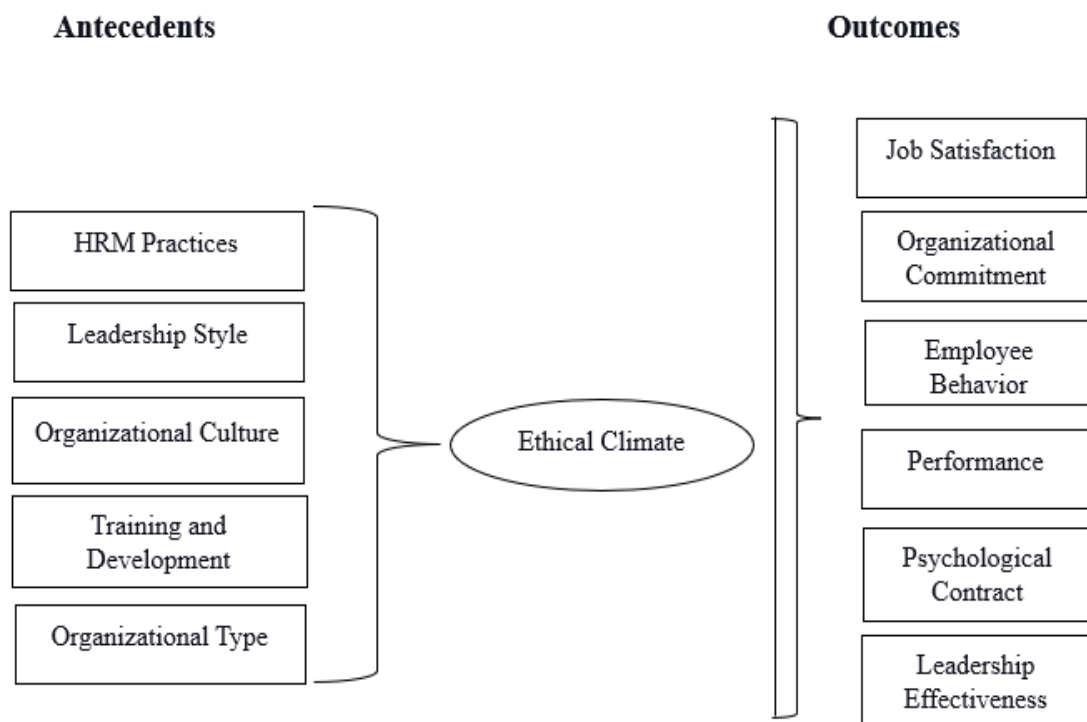 Antecedents
Outcomes
HRM Practices
Leadership Style
Organizational Culture
Training and
Development
Organizational Type
Ethical Climate
Job Satisfaction
Organizational
Commitment
Employee
Behavior
Performance
Psychological
Contract
Leadership
Effectiveness